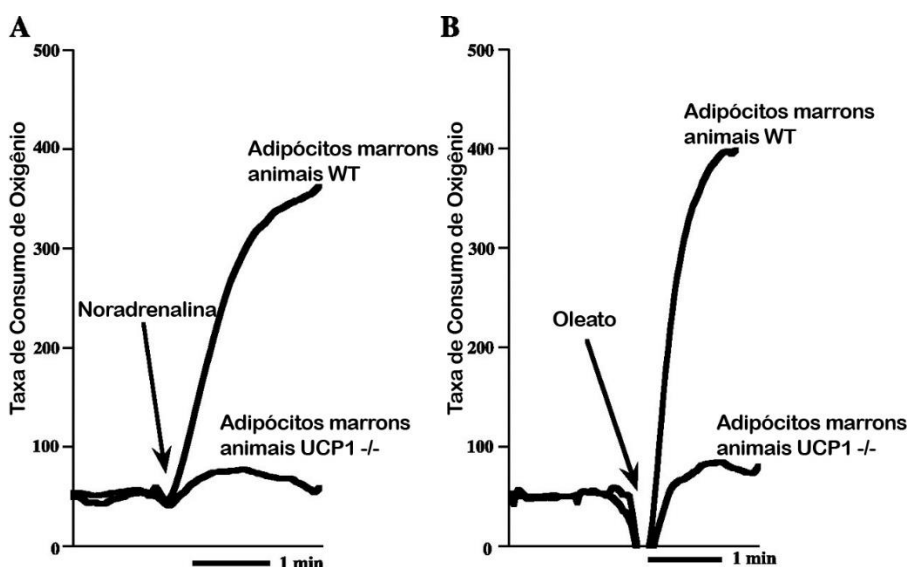 A
500
400
300
200
100
0
Taxa de Consumo de Oxigênio
Adipócitos marrons
animais WT
Noradrenalina
Adipócitos marrons
animais UCP1 -/-
1 min
B
500
400
300
200
100
0
Taxa de Consumo de Oxigênio
Adipócitos marrons
animais WT
Oleato
Adipócitos marrons
animais UCP1 -/-
1 min